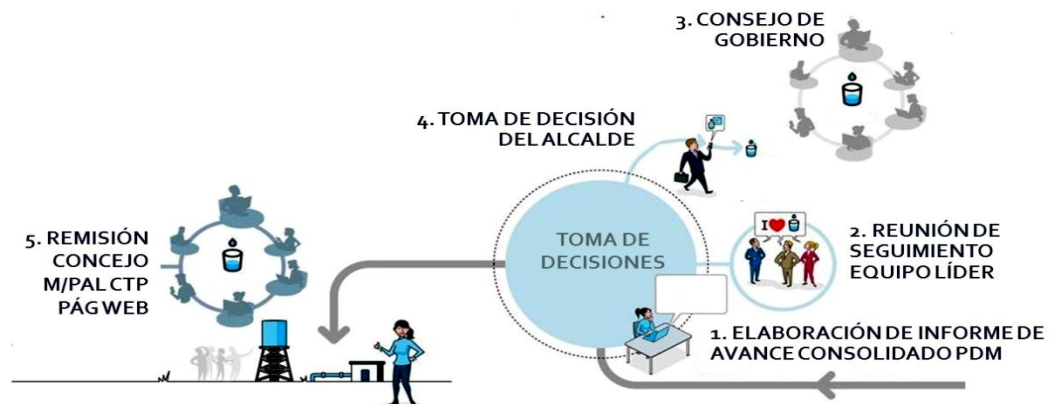 3. CONSEJO DE
GOBIERNO
4. TOMA DE DECISIÓN
DEL ALCALDE
TOMA DE
DECISIONES
I
2. REUNIÓN DE
SEGUIMIENTO
EQUIPO LÍDER
5. REMISIÓN
CONCEJO
M/PAL CTP
PÁG WEB
1. ELABORACIÓN DE INFORME DE
AVANCE CONSOLIDADO PDM